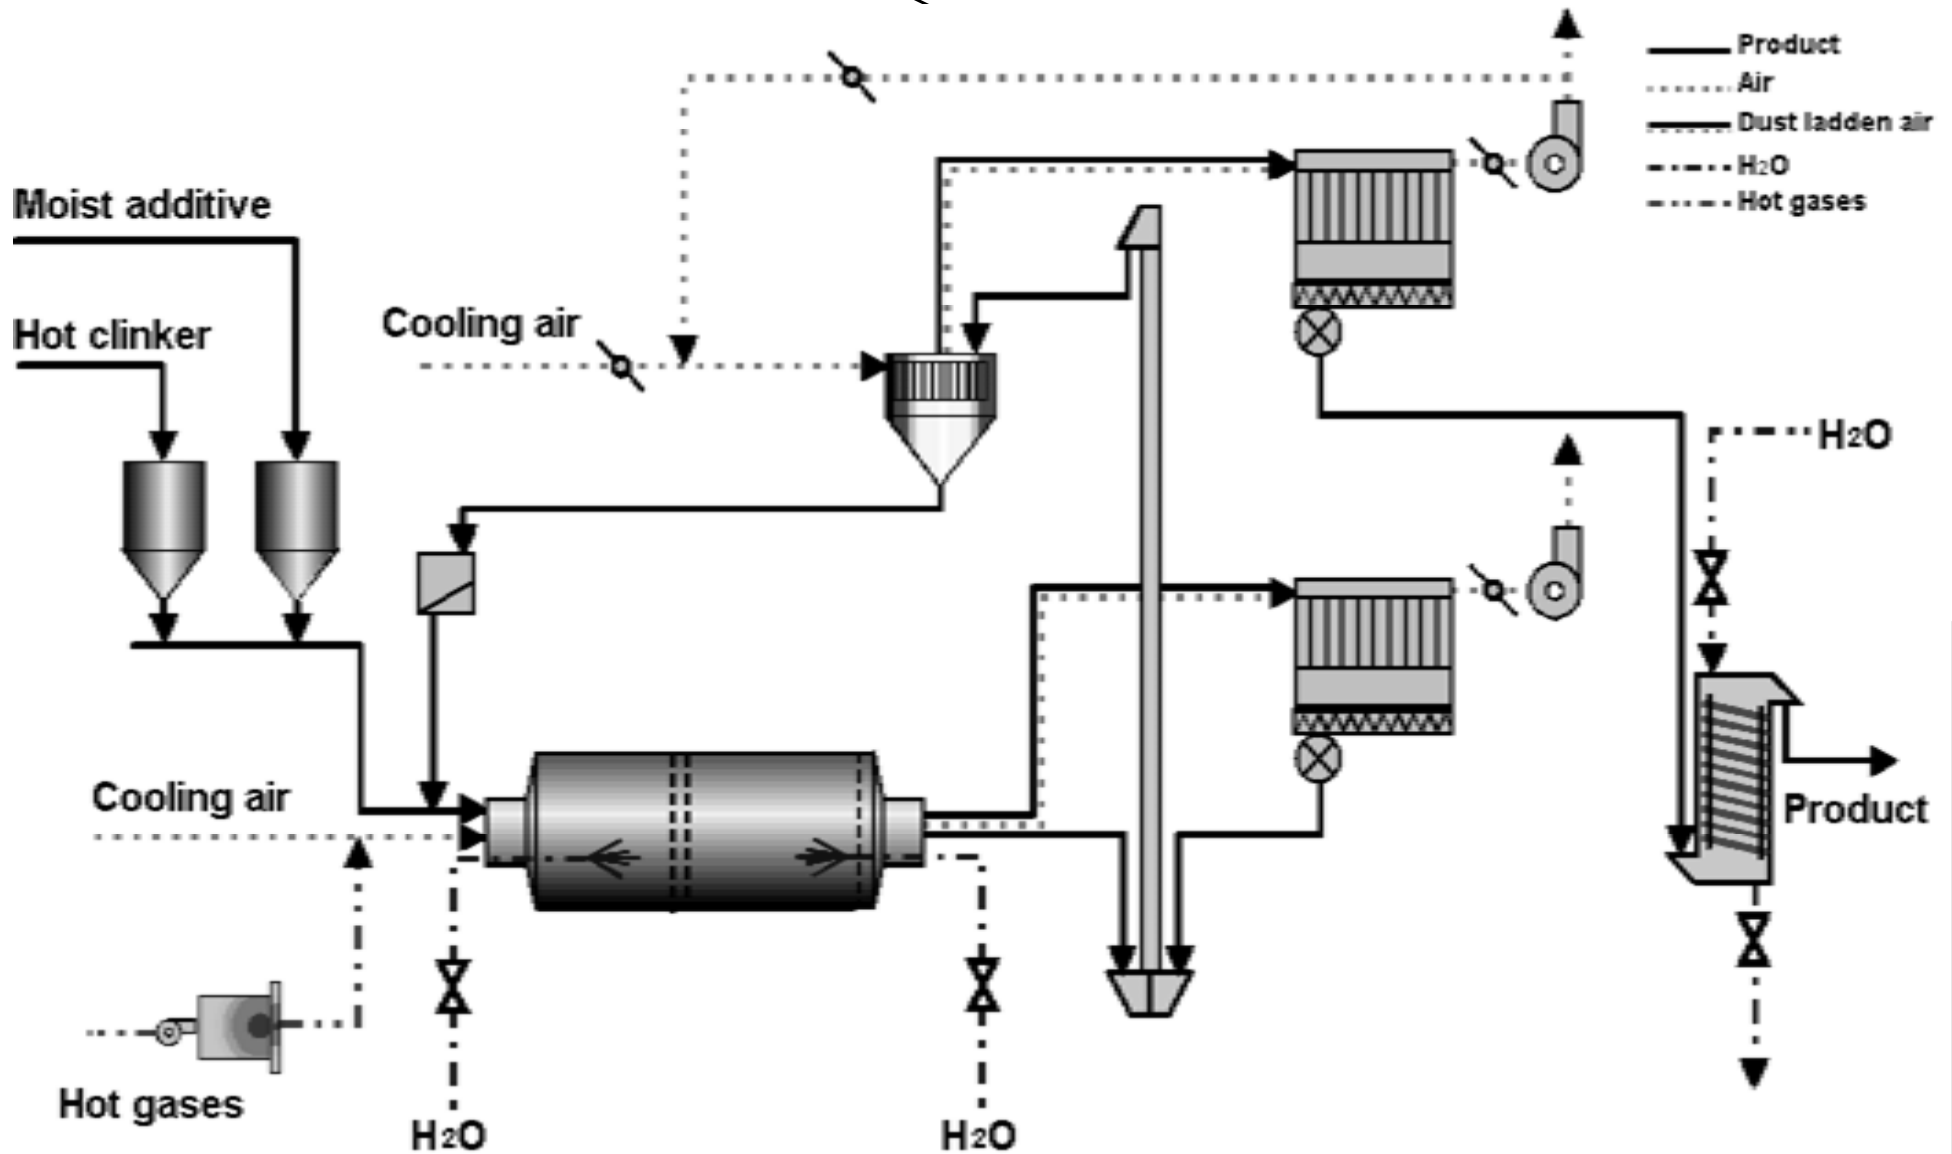 Product
Air
Dust ladden air
H2O
Hot gases
Moist additive
Hot clinker
Cooling air
H2O
Cooling air
Product
Hot gases
H2O
H2O